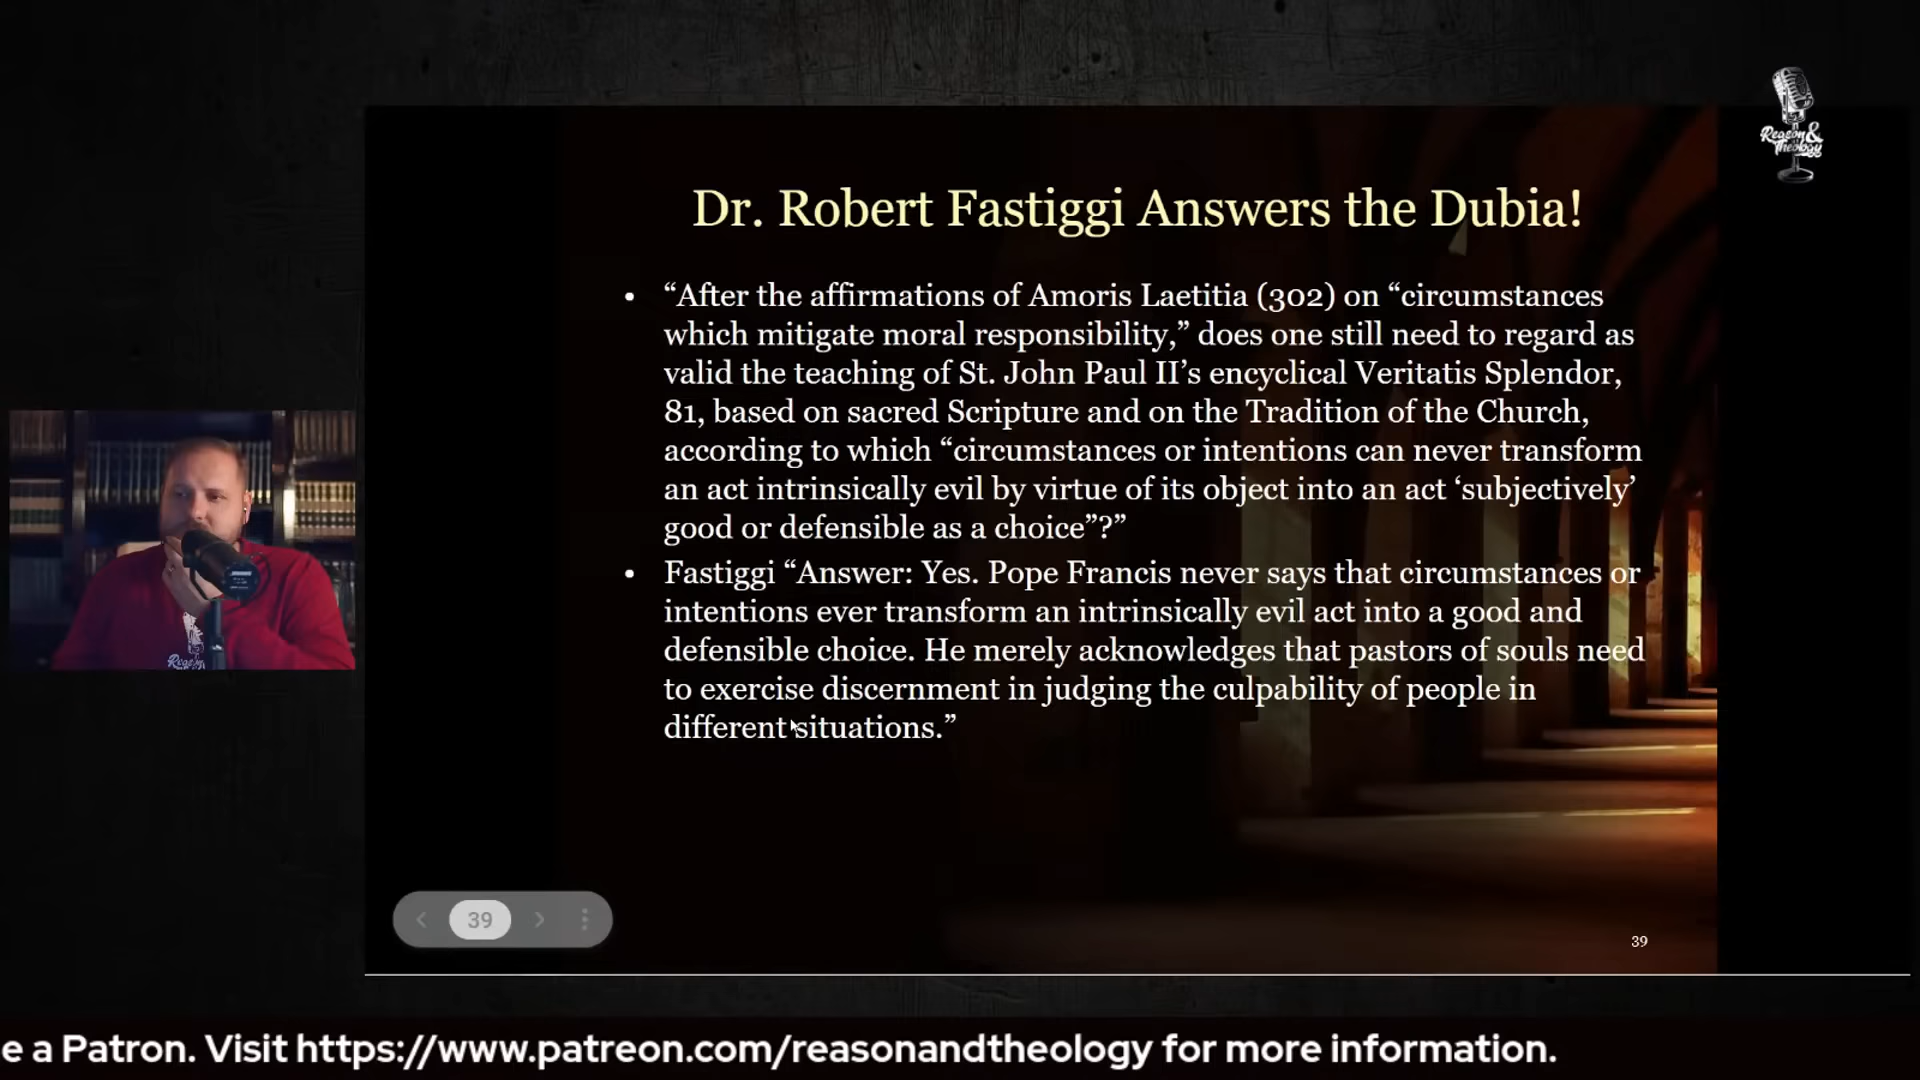 Reason &
Theology
Dr. Robert Fastiggi Answers the Dubia!
• “After the affirmations of Amoris Laetitia (302) on “circumstances
which mitigate moral responsibility,” does one still need to regard as
valid the teaching of St. John Paul II’s encyclical Veritatis Splendor,
81, based on sacred Scripture and on the Tradition of the Church,
according to which “circumstances or intentions can never transform
an act intrinsically evil by virtue of its object into an act ‘subjectively’
good or defensible as a choice”?”
• Fastiggi “Answer: Yes. Pope Francis never says that circumstances or
intentions ever transform an intrinsically evil act into a good and
defensible choice. He merely acknowledges that pastors of souls need
to exercise discernment in judging the culpability of people in
different situations.”
39
39
e a Patron. Visit https://www.patreon.com/reasonandtheology for more information.